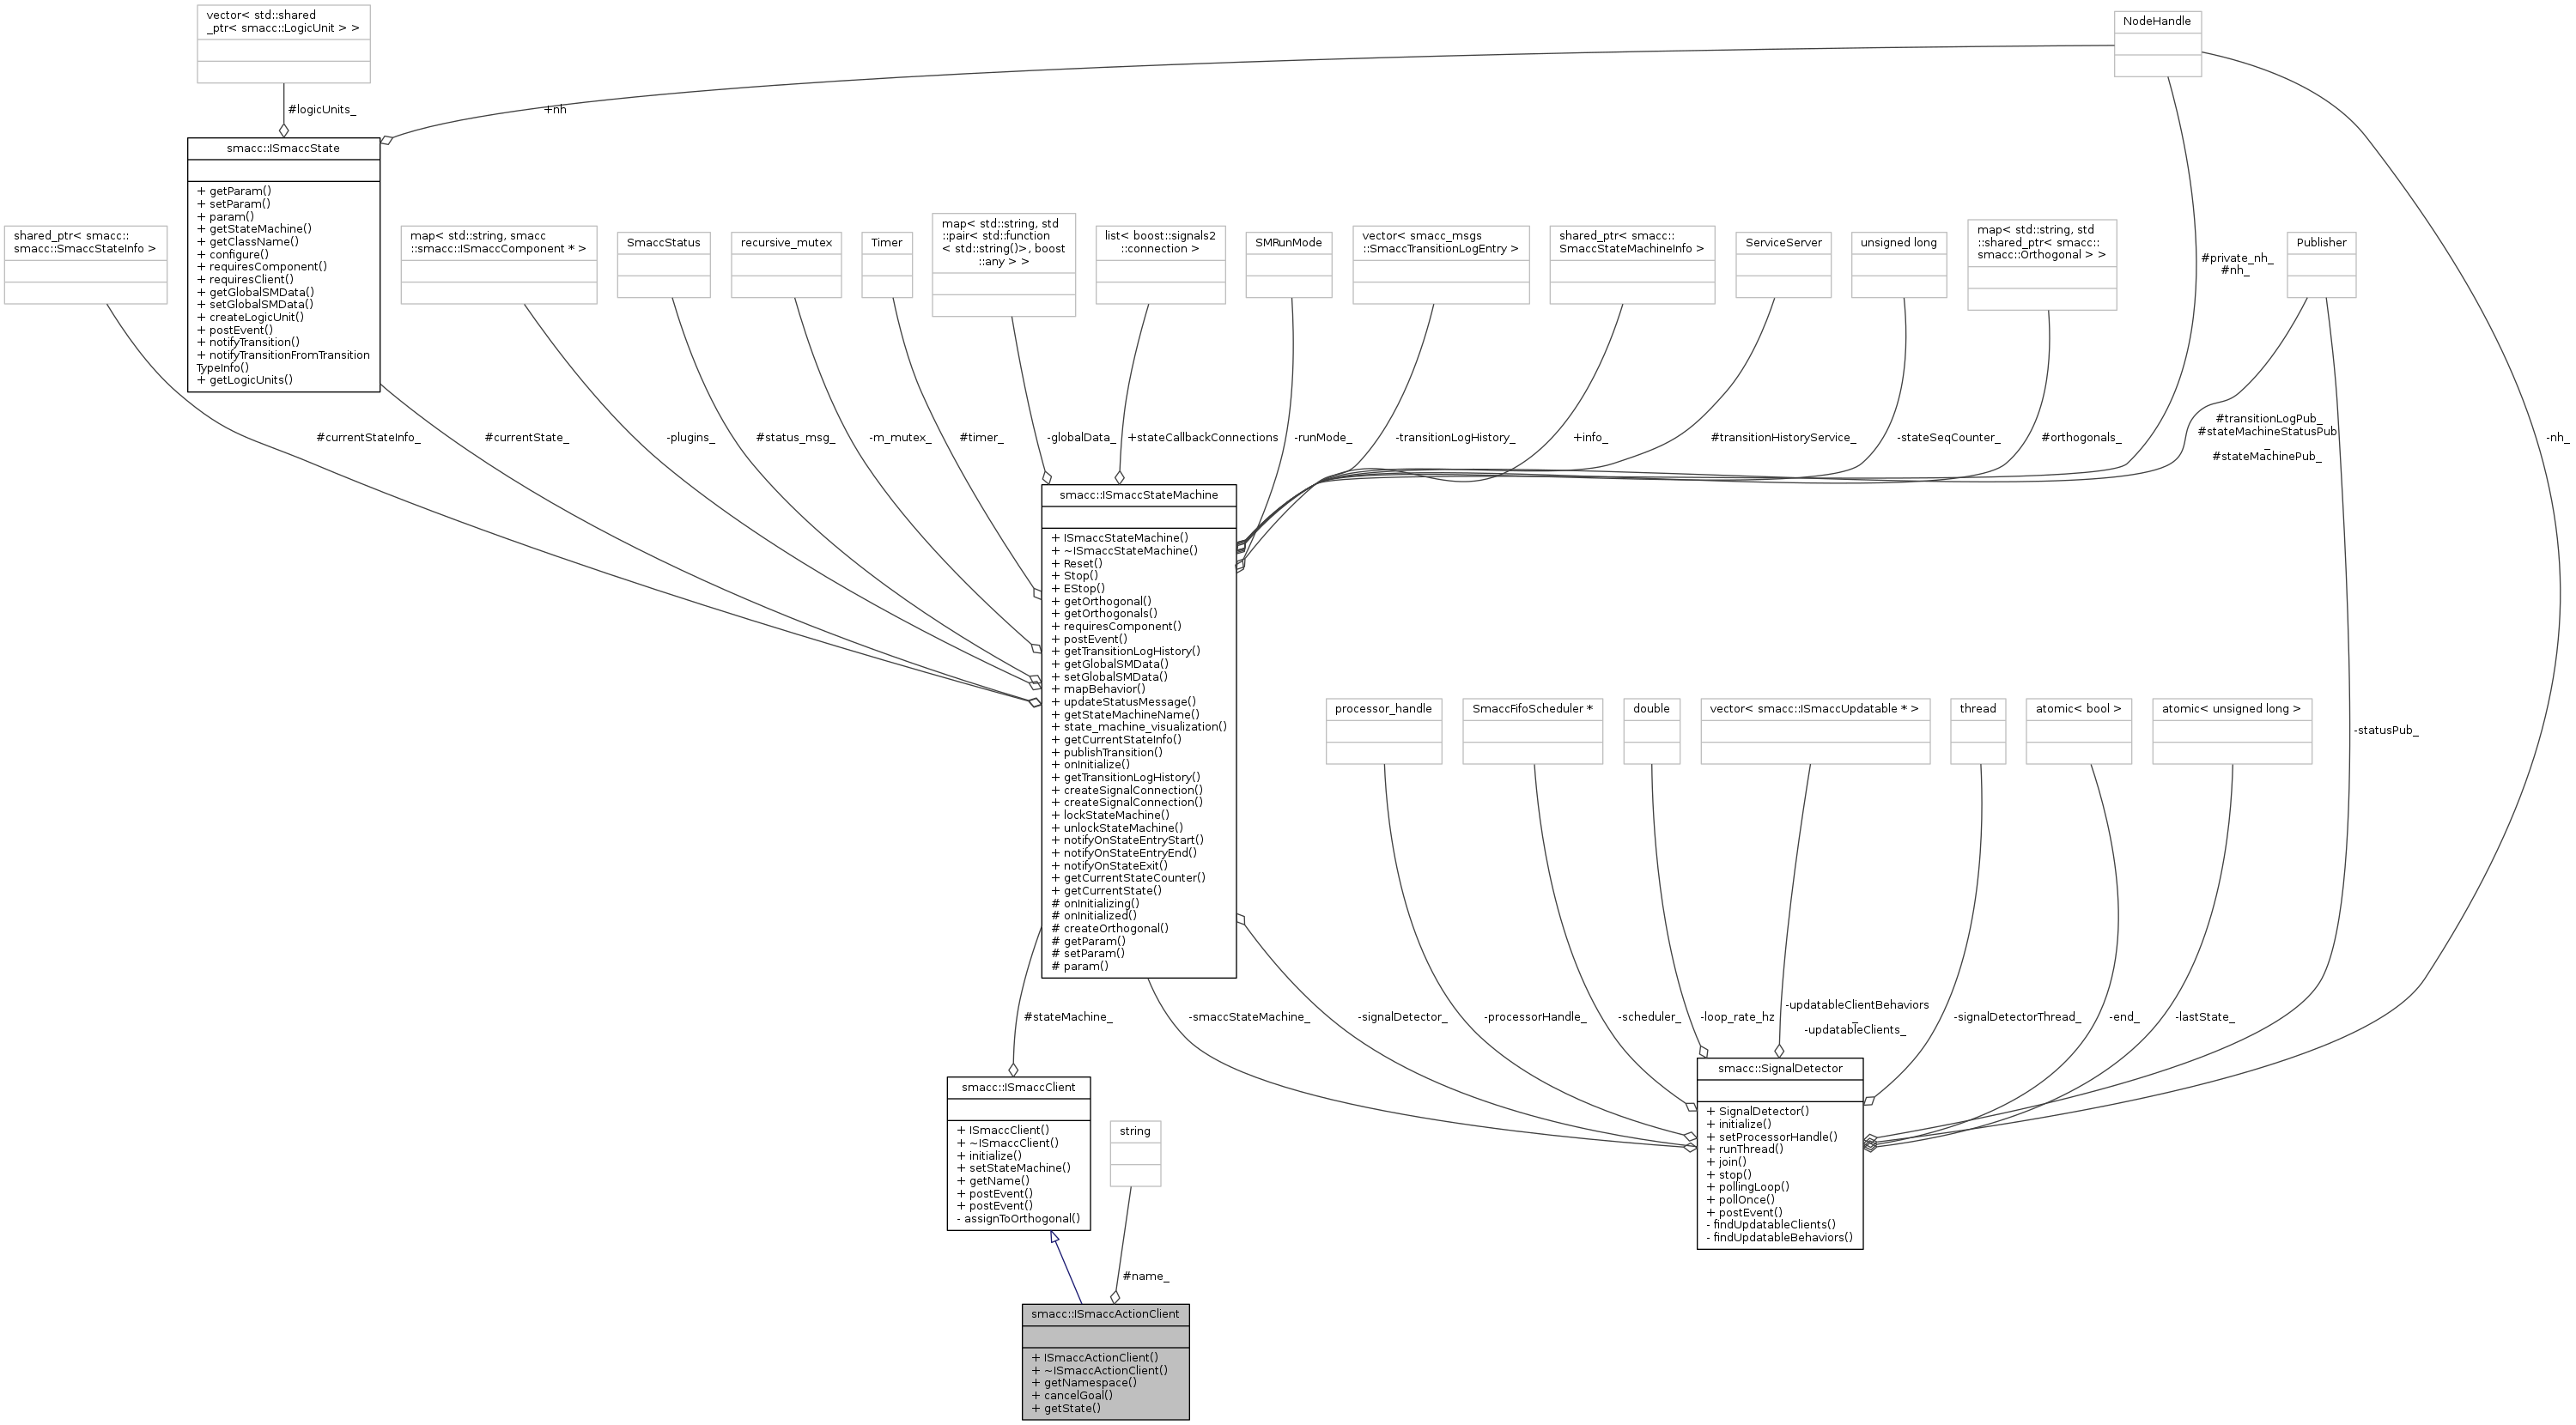 vector< std::shared
_ptr< smacc::LogicUnit > >
NodeHandle
#logicUnits_
+nh
smacc::ISmaccState
+ getParam()
+ setParam()
+ param()
+ getStateMachine()
+ getClassName()
+ configure()
+ requiresComponent()
+ requiresClient()
+ getGlobalSMData()
+ setGlobalSMData()
+ createLogicUnit()
+ postEvent()
+ notifyTransition()
+ notifyTransitionFromTransition
TypeInfo()
+ getLogicUnits()
shared_ptr< smacc::
smacc::SmaccStateInfo >
map< std::string, smacc
::smacc::ISmaccComponent * >
SmaccStatus
recursive_mutex
Timer
map< std::string, std
::pair< std::function
< std::string()>, boost
::any > >
list< boost::signals2
::connection >
SMRunMode
vector< smacc_msgs
::SmaccTransitionLogEntry >
shared_ptr< smacc::
SmaccStateMachineInfo >
ServiceServer
unsigned long
map< std::string, std
::shared_ptr< smacc::
smacc::Orthogonal > >
Publisher
#private_nh_
#nh_
#currentStateInfo_
#currentState_
-plugins_
#status_msg_
-m_mutex_
#timer_
-globalData_
+stateCallbackConnections
-runMode_
-transitionLogHistory_
+info_
#transitionHistoryService_
-stateSeqCounter_
#orthogonals_
#transitionLogPub_
#stateMachineStatusPub
_
#stateMachinePub_
-nh_
smacc::ISmaccStateMachine
+ ISmaccStateMachine()
+ ~ISmaccStateMachine()
+ Reset()
+ Stop()
+ EStop()
+ getOrthogonal()
+ getOrthogonals()
+ requiresComponent()
+ postEvent()
+ getTransitionLogHistory()
+ getGlobalSMData()
+ setGlobalSMData()
+ mapBehavior()
+ updateStatusMessage()
+ getStateMachineName()
+ state_machine_visualization()
+ getCurrentStateInfo()
+ publishTransition()
+ onInitialize()
+ getTransitionLogHistory()
+ createSignalConnection()
+ createSignalConnection()
+ lockStateMachine()
+ unlockStateMachine()
+ notifyOnStateEntryStart()
+ notifyOnStateEntryEnd()
+ notifyOnStateExit()
+ getCurrentStateCounter()
+ getCurrentState()
# onInitializing()
# onInitialized()
# createOrthogonal()
# getParam()
# setParam()
# param()
processor_handle
SmaccFifoScheduler *
double
vector< smacc::ISmaccUpdatable * >
thread
atomic< bool >
atomic< unsigned long >
-statusPub_
#stateMachine_
-smaccStateMachine_
-signalDetector_
-processorHandle_
-scheduler_
-loop_rate_hz
-updatableClientBehaviors
_
-updatableClients_
-signalDetectorThread_
-end_
-lastState_
smacc::SignalDetector
+ SignalDetector()
+ initialize()
+ setProcessorHandle()
+ runThread()
+ join()
+ stop()
+ pollingLoop()
+ pollOnce()
+ postEvent()
- findUpdatableClients()
- findUpdatableBehaviors()
smacc::ISmaccClient
+ ISmaccClient()
+ ~ISmaccClient()
+ initialize()
+ setStateMachine()
+ getName()
+ postEvent()
+ postEvent()
- assignToOrthogonal()
string
#name_
smacc::ISmaccActionClient
+ ISmaccActionClient()
+ ~ISmaccActionClient()
+ getNamespace()
+ cancelGoal()
+ getState()